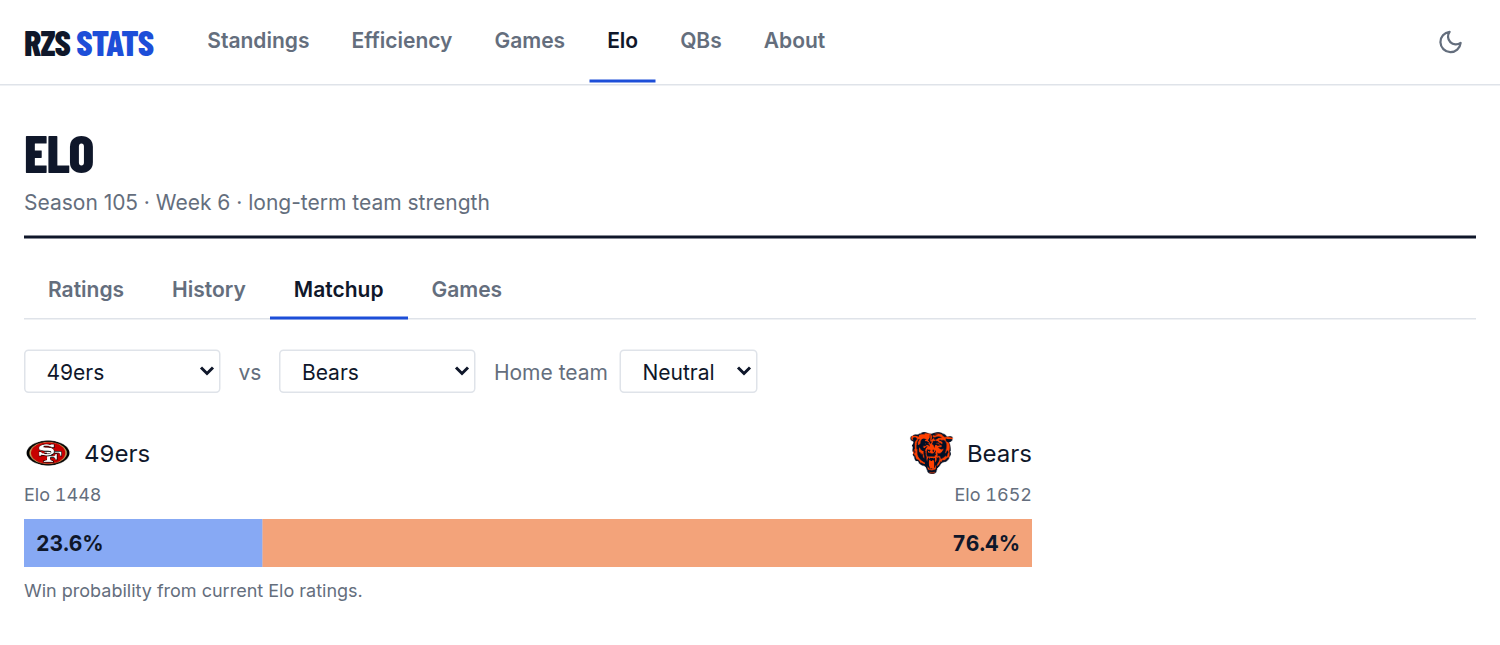 RZS STATS Standings Efficiency Games Elo QBs About
ELO
Season 105 · Week 6 · long-term team strength
Ratings History Matchup Games
49ers vs Bears Home team Neutral
SF 49ers Bears
Elo 1448 Elo 1652
23.6% 76.4%
Win probability from current Elo ratings.